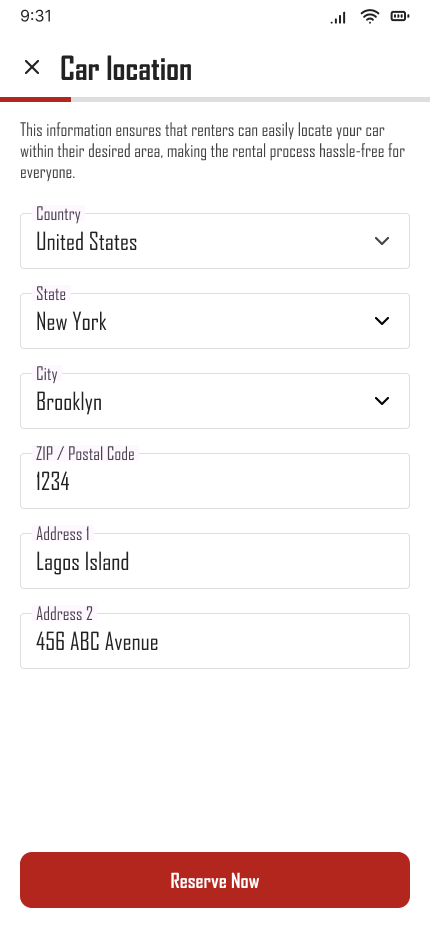 9:31
Car location
This information ensures that renters can easily locate your car
within their desired area, making the rental process hassle-free for
everyone.
Country
United States
State
New York
City
Brooklyn
ZIP / Postal Code
1234
Address 1
Lagos Island
Address 2
456 ABC Avenue
Reserve Now